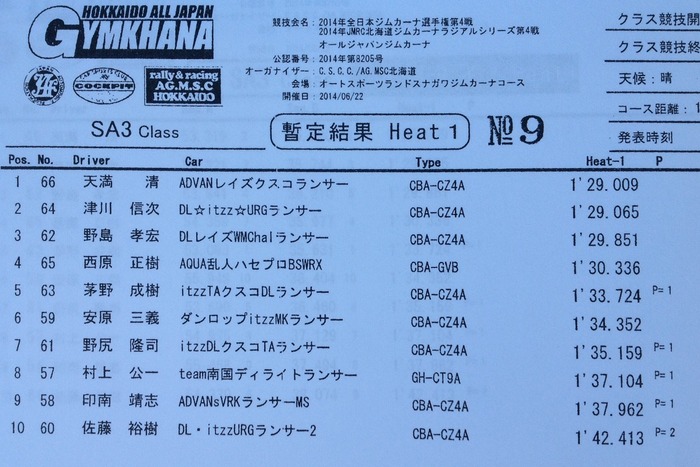 HOKKAIDO ALL JAPAN
GYMKHANA
CAR SPORTS CLUB
COCKPIT
rally & racing
A.G.M.S.C
HOKKAIDO
競技会名：2014年全日本ジムカーナ選手権第4戦
2014年JMRC北海道ジムカーナラジアルシリーズ第4戦
オールジャパンジムカーナ
公認番号：2014年第8205号
オーガナイザー：C.S.C.C./AG.MSC北海道
会場：オートスポーツランドスナガワジムカーナコース
開催日：2014/06/22
クラス競技開
クラス競技終
天候：晴
コース距離：1
発表時刻
SA3 Class
暫定結果 Heat 1
№9
Pos. No. Driver Car Type Heat-1 P
1 66 天満 清 ADVANレイズクスコランサー CBA-CZ4A 1'29.009
2 64 津川 信次 DL☆itzz☆URGランサー CBA-CZ4A 1'29.065
3 62 野島 孝宏 DLレイズWMChalランサー CBA-CZ4A 1'29.851
4 65 西原 正樹 AQUA乱人ハセプロBSWRX CBA-GVB 1'30.336
5 63 茅野 成樹 itzzTAクスコDLランサー CBA-CZ4A 1'33.724 P=1
6 59 安原 三義 ダンロップitzzMKランサー CBA-CZ4A 1'34.352
7 61 野尻 隆司 itzzDLクスコTAランサー CBA-CZ4A 1'35.159 P=1
8 57 村上 公一 team南国ディライトランサー GH-CT9A 1'37.104 P=1
9 58 印南 靖志 ADVANsVRKランサーMS CBA-CZ4A 1'37.962 P=1
10 60 佐藤 裕樹 DL・itzzURGランサー2 CBA-CZ4A 1'42.413 P=2